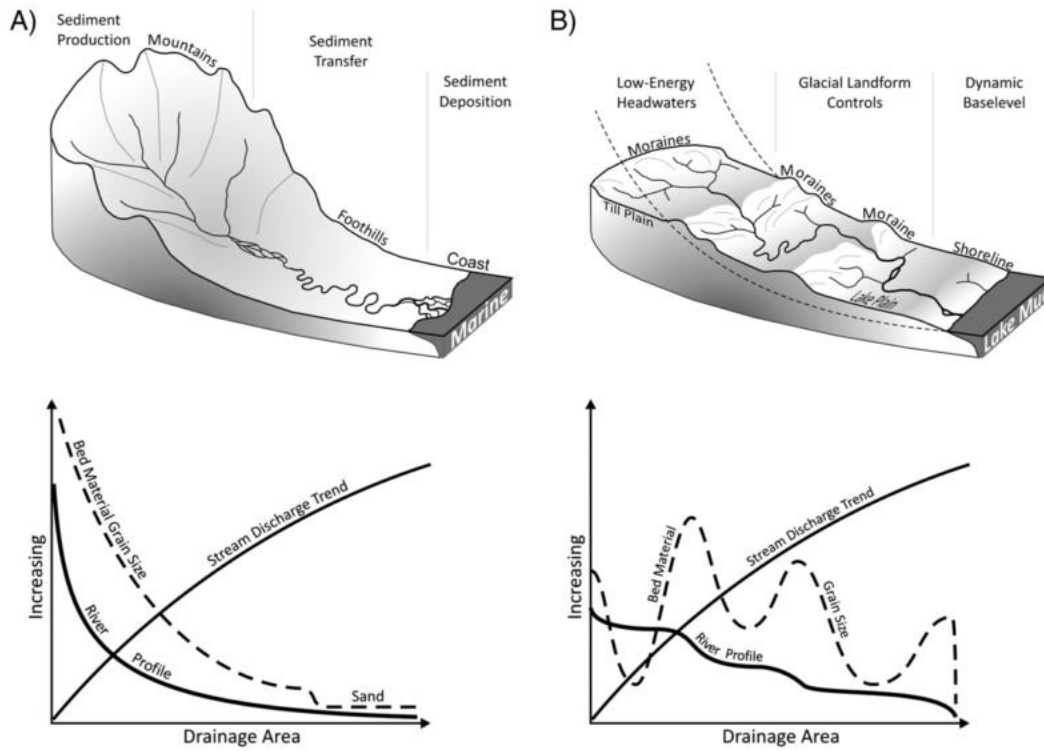 A)
Sediment
Production
Mountains
Sediment
Transfer
Sediment
Deposition
Foothills
Coast
Marine
B)
Low-Energy
Headwaters
Glacial Landform
Controls
Dynamic
Baselevel
Moraines
Till Plain
Moraines
Moraine
Shoreline
Lake Plain
Lake Mud
Increasing
Bed Material Grain Size
Stream Discharge Trend
River
Profile
Sand
Drainage Area
Increasing
Bed Material
Stream Discharge Trend
Grain Size
River Profile
Drainage Area